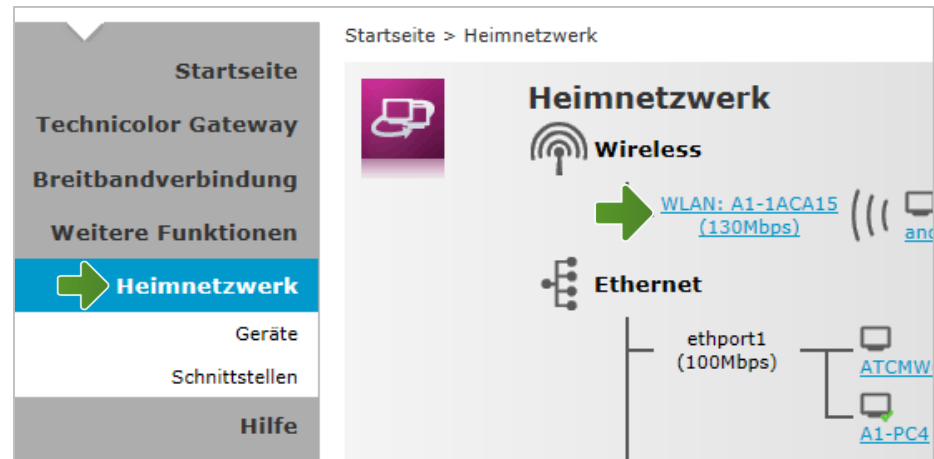 Startseite > Heimnetzwerk
Startseite
Technicolor Gateway
Breitbandverbindung
Weitere Funktionen
Heimnetzwerk
Geräte
Schnittstellen
Hilfe
Heimnetzwerk
Wireless
WLAN: A1-1ACA15
(130Mbps)
Ethernet
ethport1
(100Mbps)
A1-PC4